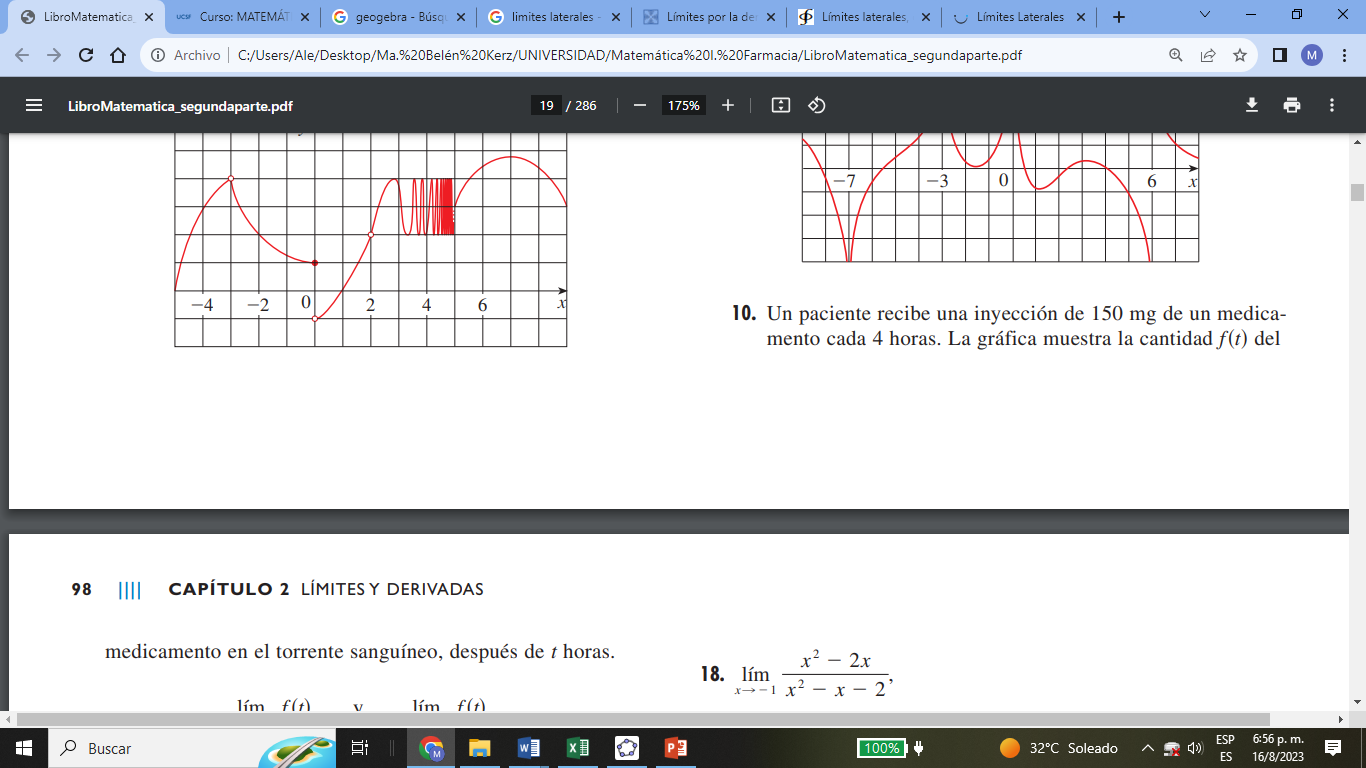 LibroMatematica_
Curso: MATEMÁT
geogebra - Búsqu
limites laterales -
Límites por la de
Límites laterales,
Límites Laterales
Archivo C:/Users/Ale/Desktop/Ma.%20Belén%20Kerz/UNIVERSIDAD/Matemática%20I.%20Farmacia/LibroMatematica_segundaparte.pdf
M
LibroMatematica_segundaparte.pdf
19 / 286
175%
−4 −2 0 2 4 6 x
−7 −3 0 6 x
10. Un paciente recibe una inyección de 150 mg de un medica-
mento cada 4 horas. La gráfica muestra la cantidad f(t) del
98 CAPÍTULO 2 LÍMITES Y DERIVADAS
medicamento en el torrente sanguíneo, después de t horas.
lím f(t) y lím f(t)
18. lím x→−1 (x² − 2x)/(x² − x − 2),
Buscar
100%
32°C Soleado
ESP
ES
6:56 p. m.
16/8/2023